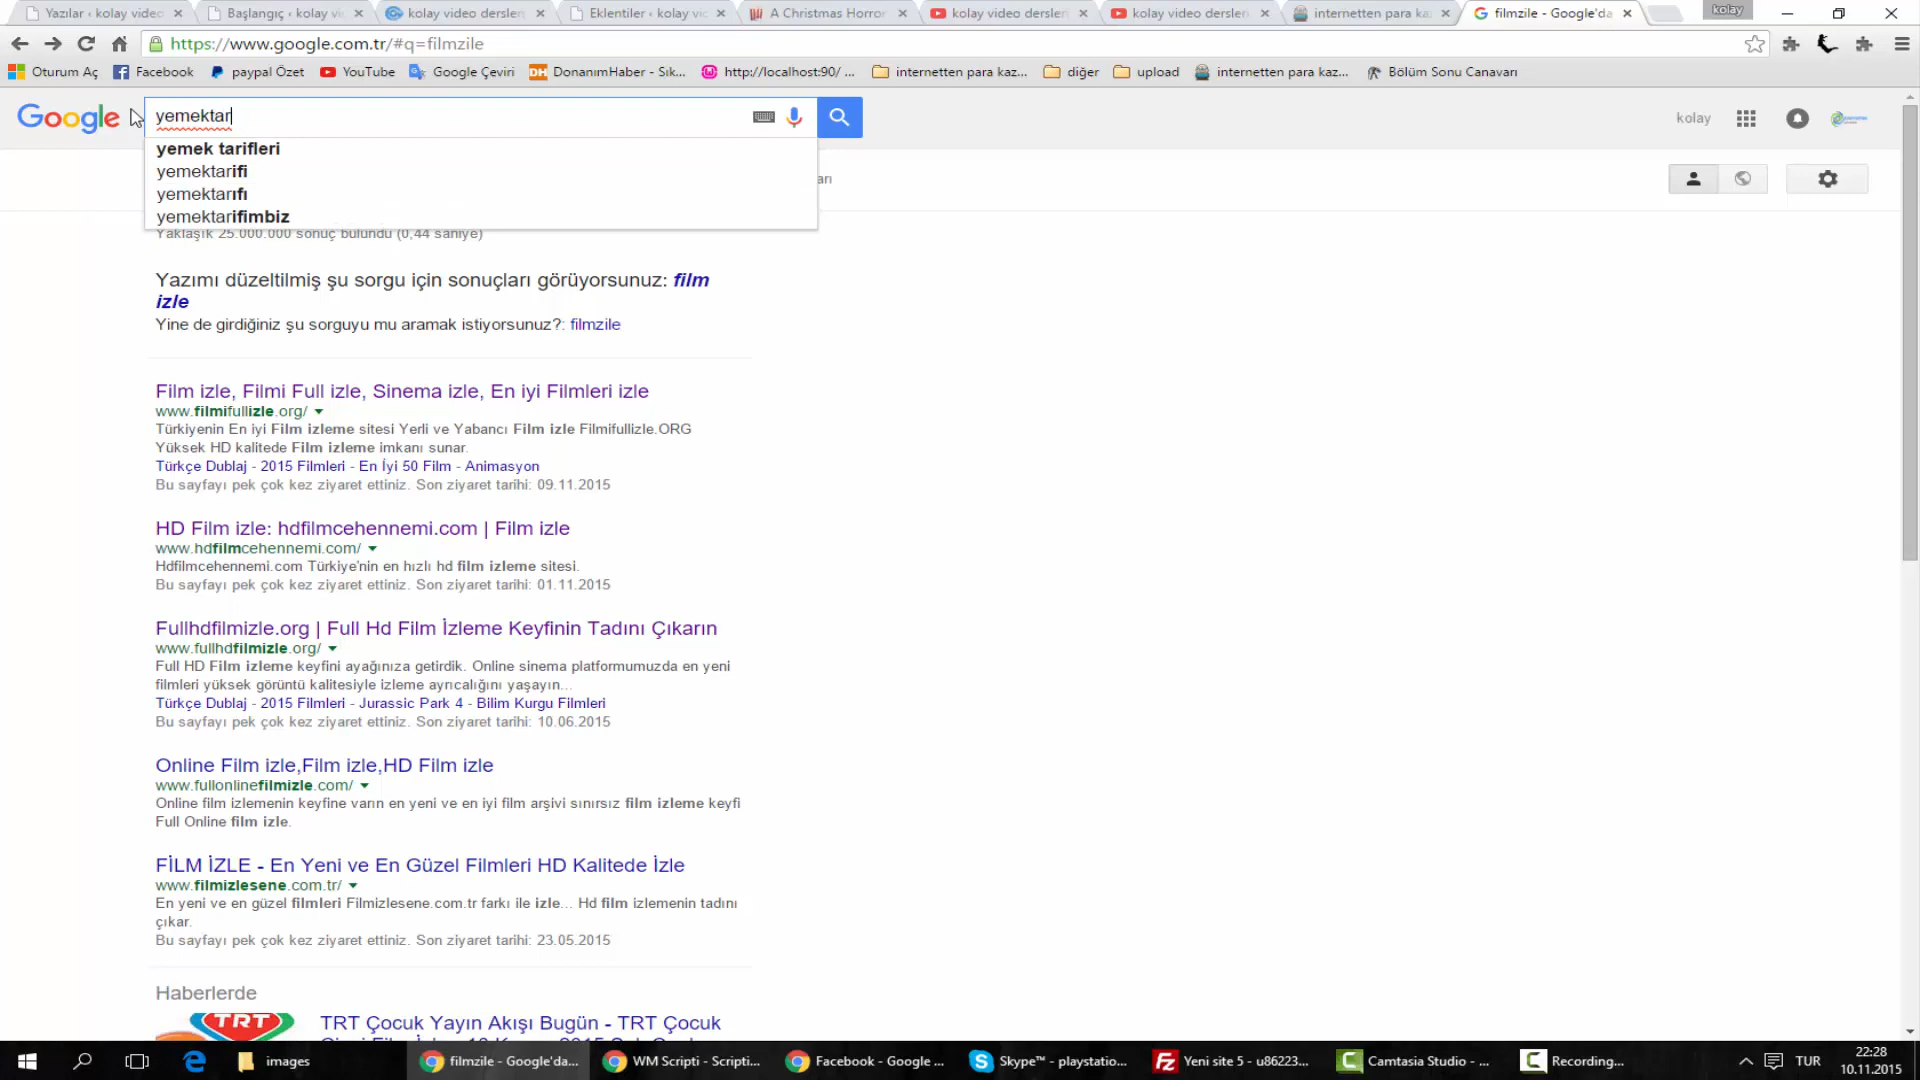 Yazılar ‹ kolay video
Başlangıç ‹ kolay vi
kolay video dersleri
Eklentiler ‹ kolay vic
A Christmas Horror
kolay video dersleri
kolay video dersleri
internetten para kaz
filmzile - Google'da
kolay
https://www.google.com.tr/#q=filmzile
Oturum Aç
Facebook
paypal Özet
YouTube
Google Çeviri
DonanımHaber - Sık...
http://localhost:90/ ...
internetten para kaz...
diğer
upload
internetten para kaz...
Bölüm Sonu Canavarı
Google
yemektar
kolay
yemek tarifleri
yemektarifi
yemektarıfı
yemektarifimbiz
arı
Yaklaşık 25.000.000 sonuç bulundu (0,44 saniye)
Yazımı düzeltilmiş şu sorgu için sonuçları görüyorsunuz: film
izle
Yine de girdiğiniz şu sorguyu mu aramak istiyorsunuz?: filmzile
Film izle, Filmi Full izle, Sinema izle, En iyi Filmleri izle
www.filmifullizle.org/
Türkiyenin En iyi Film izleme sitesi Yerli ve Yabancı Film izle Filmifullizle.ORG
Yüksek HD kalitede Film izleme imkanı sunar.
Türkçe Dublaj - 2015 Filmleri - En İyi 50 Film - Animasyon
Bu sayfayı pek çok kez ziyaret ettiniz. Son ziyaret tarihi: 09.11.2015
HD Film izle: hdfilmcehennemi.com | Film izle
www.hdfilmcehennemi.com/
Hdfilmcehennemi.com Türkiye'nin en hızlı hd film izleme sitesi.
Bu sayfayı pek çok kez ziyaret ettiniz. Son ziyaret tarihi: 01.11.2015
Fullhdfilmizle.org | Full Hd Film İzleme Keyfinin Tadını Çıkarın
www.fullhdfilmizle.org/
Full HD Film izleme keyfini ayağınıza getirdik. Online sinema platformumuzda en yeni
filmleri yüksek görüntü kalitesiyle izleme ayrıcalığını yaşayın...
Türkçe Dublaj - 2015 Filmleri - Jurassic Park 4 - Bilim Kurgu Filmleri
Bu sayfayı pek çok kez ziyaret ettiniz. Son ziyaret tarihi: 10.06.2015
Online Film izle,Film izle,HD Film izle
www.fullonlinefilmizle.com/
Online film izlemenin keyfine varın en yeni ve en iyi film arşivi sınırsız film izleme keyfi
Full Online film izle.
FİLM İZLE - En Yeni ve En Güzel Filmleri HD Kalitede İzle
www.filmizlesene.com.tr/
En yeni ve en güzel filmleri Filmizlesene.com.tr farkı ile izle... Hd film izlemenin tadını
çıkar.
Bu sayfayı pek çok kez ziyaret ettiniz. Son ziyaret tarihi: 23.05.2015
Haberlerde
TRT
TRT Çocuk Yayın Akışı Bugün - TRT Çocuk
images
filmzile - Google'da...
WM Scripti - Scripti...
Facebook - Google ...
Skype™ - playstatio...
Yeni site 5 - u86223...
Camtasia Studio - ...
Recording...
TUR
22:28
10.11.2015